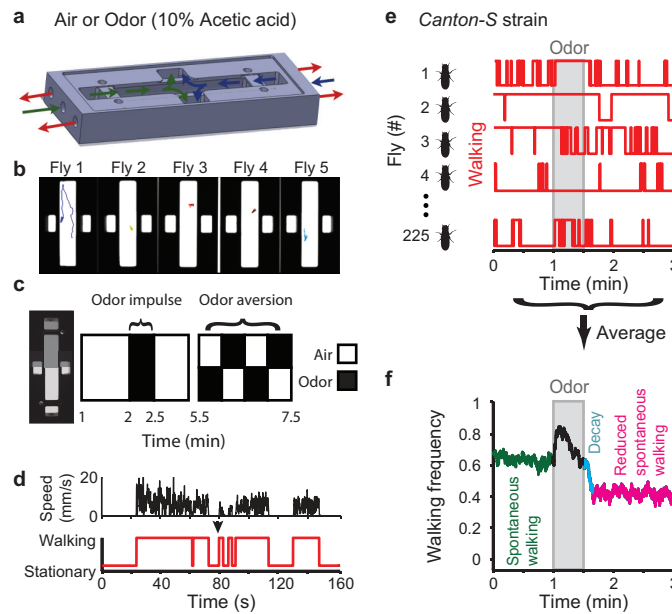 a
Air or Odor (10% Acetic acid)
b
Fly 1 Fly 2 Fly 3 Fly 4 Fly 5
c
Odor impulse
Odor aversion
Air
Odor
1 2 2.5 5.5 7.5
Time (min)
d
Speed
(mm/s)
20
0
Walking
Stationary
0 40 80 120 160
Time (s)
e
Canton-S strain
Odor
Fly (#)
1
2
3
4
225
Walking
0 1 2 3
Time (min)
Average
f
Odor
Walking frequency
1
0.8
0.6
0.4
0
Spontaneous
walking
Decay
Reduced
spontaneous
walking
0 1 2 3
Time (min)